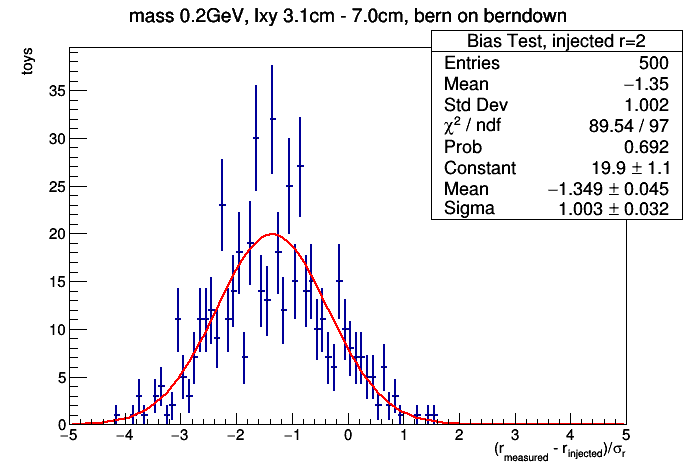 mass 0.2GeV, lxy 3.1cm - 7.0cm, bern on berndown
Bias Test, injected r=2
Entries 500
Mean −1.35
Std Dev 1.002
χ² / ndf 89.54 / 97
Prob 0.692
Constant 19.9 ± 1.1
Mean −1.349 ± 0.045
Sigma 1.003 ± 0.032
toys
35
30
25
20
15
10
5
0
−5 −4 −3 −2 −1 0 1 2 3 4 5
(r_measured - r_injected)/σ_r